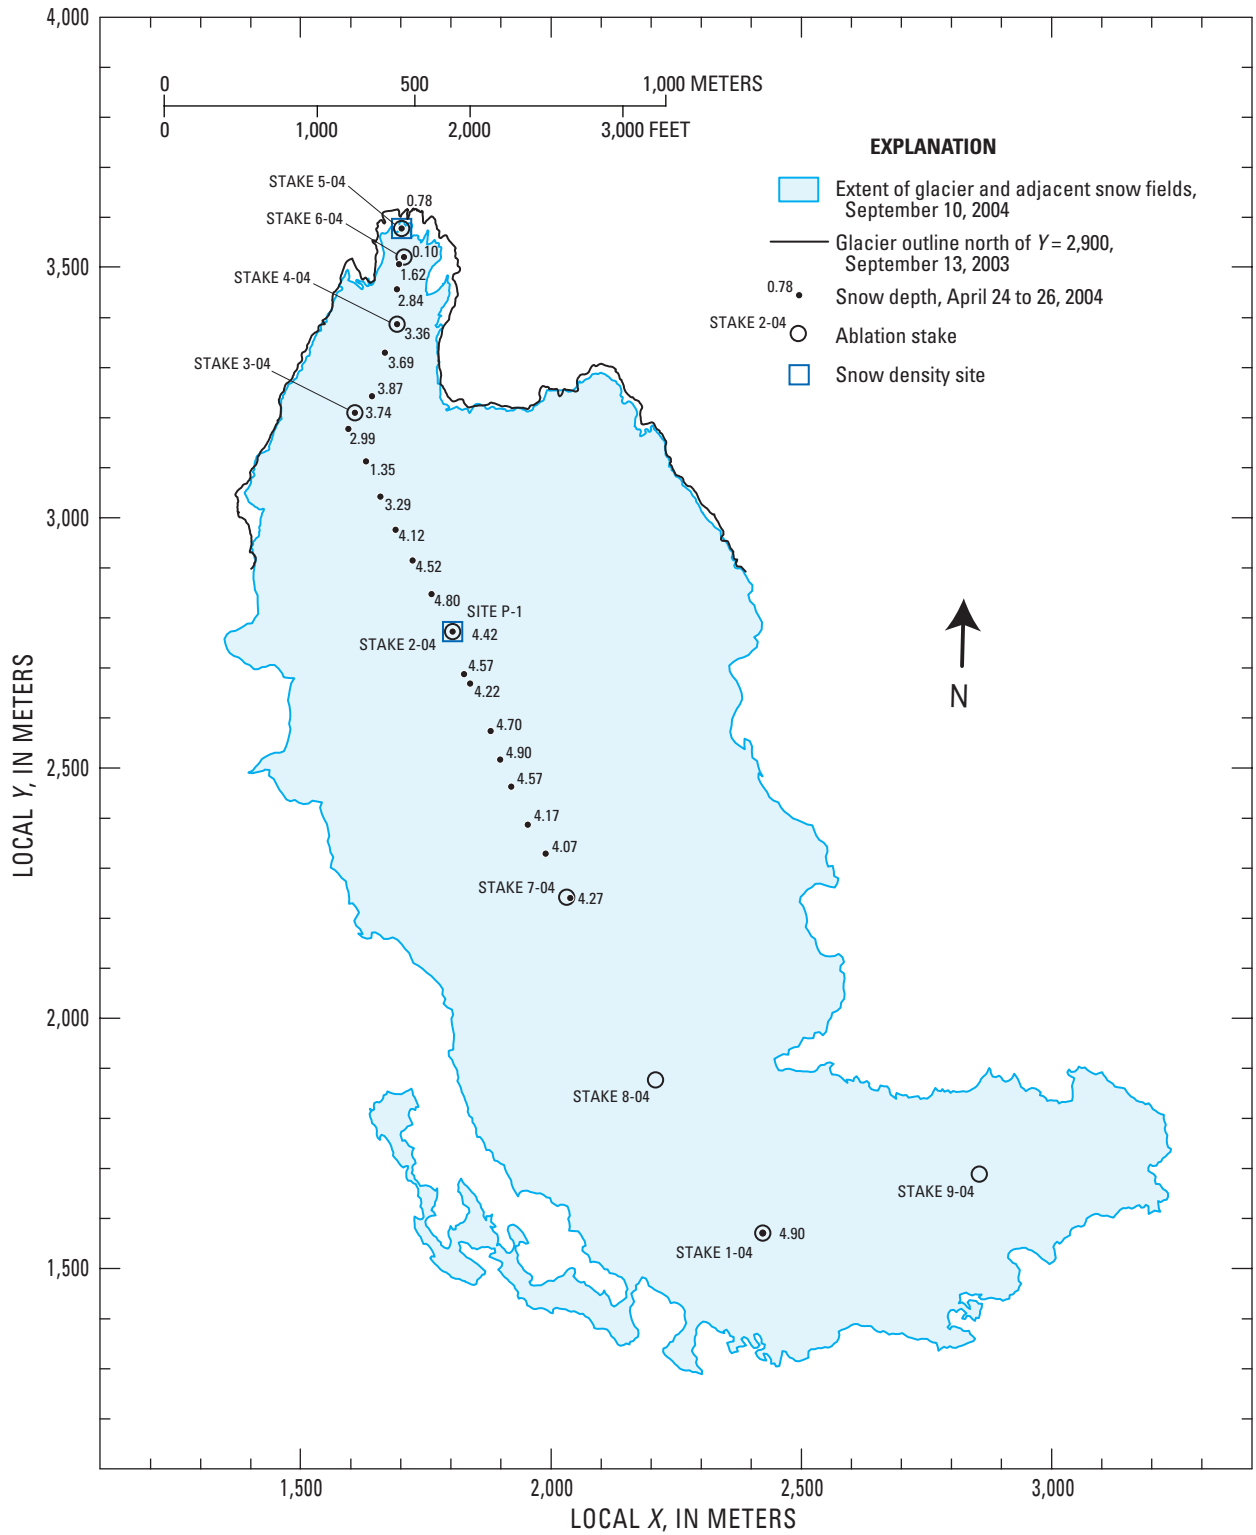 4,000
0 500 1,000 METERS
0 1,000 2,000 3,000 FEET
EXPLANATION
Extent of glacier and adjacent snow fields,
September 10, 2004
Glacier outline north of Y = 2,900,
September 13, 2003
0.78
Snow depth, April 24 to 26, 2004
STAKE 2-04
Ablation stake
Snow density site
STAKE 5-04
0.78
STAKE 6-04
0.10
3,500
1.62
STAKE 4-04
2.84
3.36
STAKE 3-04
3.69
3.87
3.74
2.99
1.35
3.29
3,000
4.12
4.52
4.80
SITE P-1
4.42
STAKE 2-04
4.57
4.22
N
4.70
4.90
2,500
4.57
4.17
4.07
STAKE 7-04
4.27
2,000
STAKE 8-04
STAKE 9-04
4.90
STAKE 1-04
1,500
LOCAL Y, IN METERS
1,500 2,000 2,500 3,000
LOCAL X, IN METERS